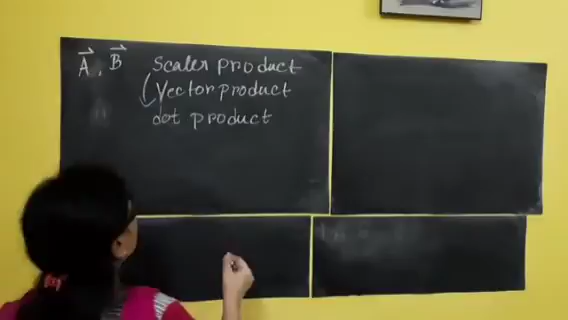 A⃗, B⃗ Scaler product
Vector product
dot product